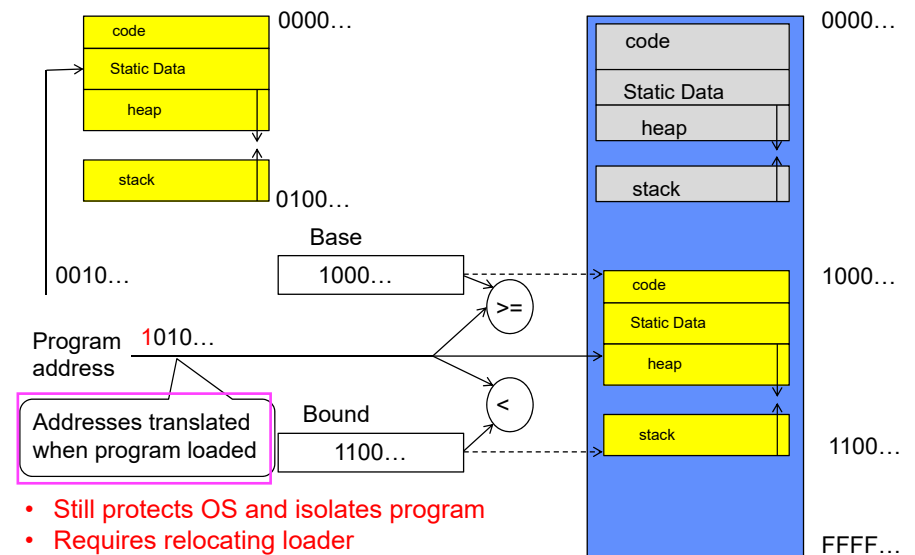 code
Static Data
heap
stack
0000…
0100…
0010…
Base
1000…
>=
Program
address
1010…
<
Addresses translated
when program loaded
Bound
1100…
code
Static Data
heap
stack
code
Static Data
heap
stack
0000…
1000…
1100…
FFFF…
• Still protects OS and isolates program
• Requires relocating loader